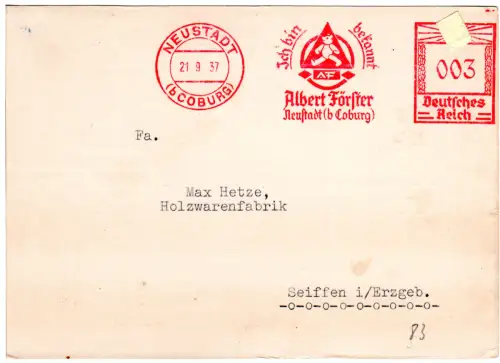 NEUSTADT
21.9.37
(b COBURG)
Ich bin bekannt
AF
Albert Förster
Neustadt (b Coburg)
003
Deutsches
Reich
Fa.
Max Hetze,
Holzwarenfabrik
Seiffen i/Erzgeb.
-o-o-o-o-o-o-o-o-o-
83